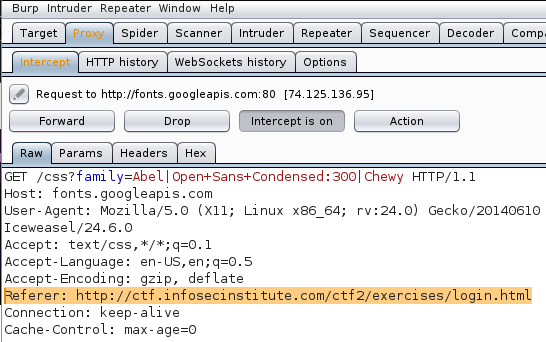 Burp Intruder Repeater Window Help
Target Proxy Spider Scanner Intruder Repeater Sequencer Decoder
Intercept HTTP history WebSockets history Options
Request to http://fonts.googleapis.com:80 [74.125.136.95]
Forward Drop Intercept is on Action
Raw Params Headers Hex
GET /css?family=Abel|Open+Sans+Condensed:300|Chewy HTTP/1.1
Host: fonts.googleapis.com
User-Agent: Mozilla/5.0 (X11; Linux x86_64; rv:24.0) Gecko/20140610
Iceweasel/24.6.0
Accept: text/css,*/*;q=0.1
Accept-Language: en-US,en;q=0.5
Accept-Encoding: gzip, deflate
Referer: http://ctf.infosecinstitute.com/ctf2/exercises/login.html
Connection: keep-alive
Cache-Control: max-age=0